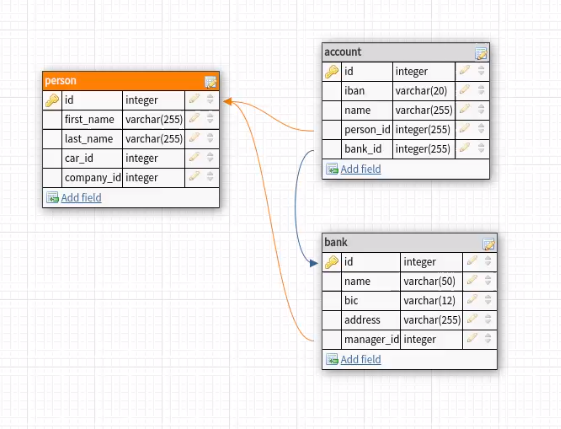 person
id integer
first_name varchar(255)
last_name varchar(255)
car_id integer
company_id integer
Add field
account
id integer
iban varchar(20)
name varchar(255)
person_id integer(255)
bank_id integer(255)
Add field
bank
id integer
name varchar(50)
bic varchar(12)
address varchar(255)
manager_id integer
Add field